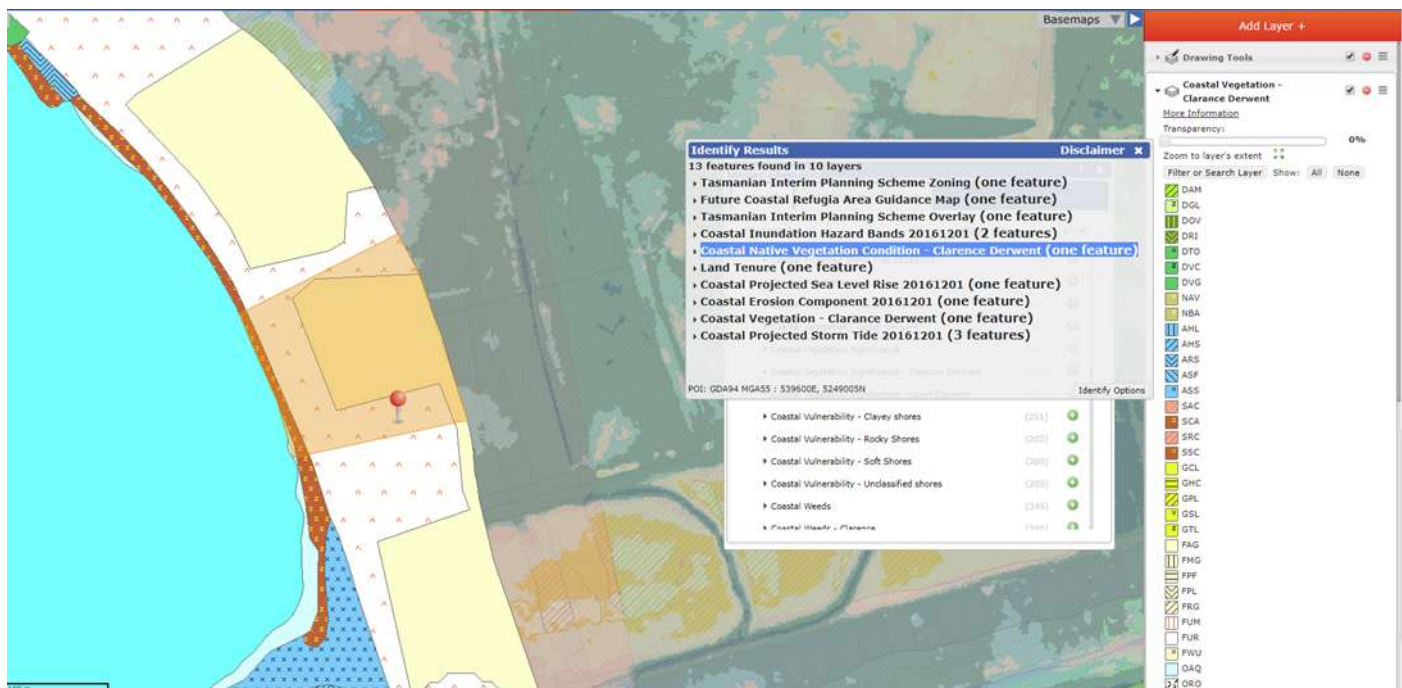 Basemaps
Add Layer +
Drawing Tools
Coastal Vegetation -
Clarance Derwent
More Information
Transparency:
0%
Zoom to layer's extent
Filter or Search Layer Show: All None
DAM
DGL
DOV
DRI
DTO
DVC
DVG
NAV
NBA
AHL
AHS
ARS
ASF
ASS
SAC
SCA
SRC
SSC
GCL
GHC
GPL
GSL
GTL
FAG
FMG
FPF
FPL
FRG
FUM
FUR
FWU
OAQ
ORO
Identify Results Disclaimer x
13 features found in 10 layers
Tasmanian Interim Planning Scheme Zoning (one feature)
Future Coastal Refugia Area Guidance Map (one feature)
Tasmanian Interim Planning Scheme Overlay (one feature)
Coastal Inundation Hazard Bands 20161201 (2 features)
Coastal Native Vegetation Condition - Clarence Derwent (one feature)
Land Tenure (one feature)
Coastal Projected Sea Level Rise 20161201 (one feature)
Coastal Erosion Component 20161201 (one feature)
Coastal Vegetation - Clarance Derwent (one feature)
Coastal Projected Storm Tide 20161201 (3 features)
POI: GDA94 MGA55 : 539600E, 5249005N Identify Options
Coastal Vulnerability - Clayey shores (201)
Coastal Vulnerability - Rocky Shores (202)
Coastal Vulnerability - Soft Shores (200)
Coastal Vulnerability - Unclassified shores (203)
Coastal Weeds
Coastal Weeds - Clarence